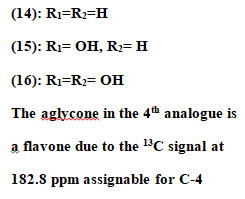 (14): R₁=R₂=H
(15): R₁= OH, R₂= H
(16): R₁=R₂= OH
The aglycone in the 4ᵗʰ analogue is
a flavone due to the ¹³C signal at
182.8 ppm assignable for C-4